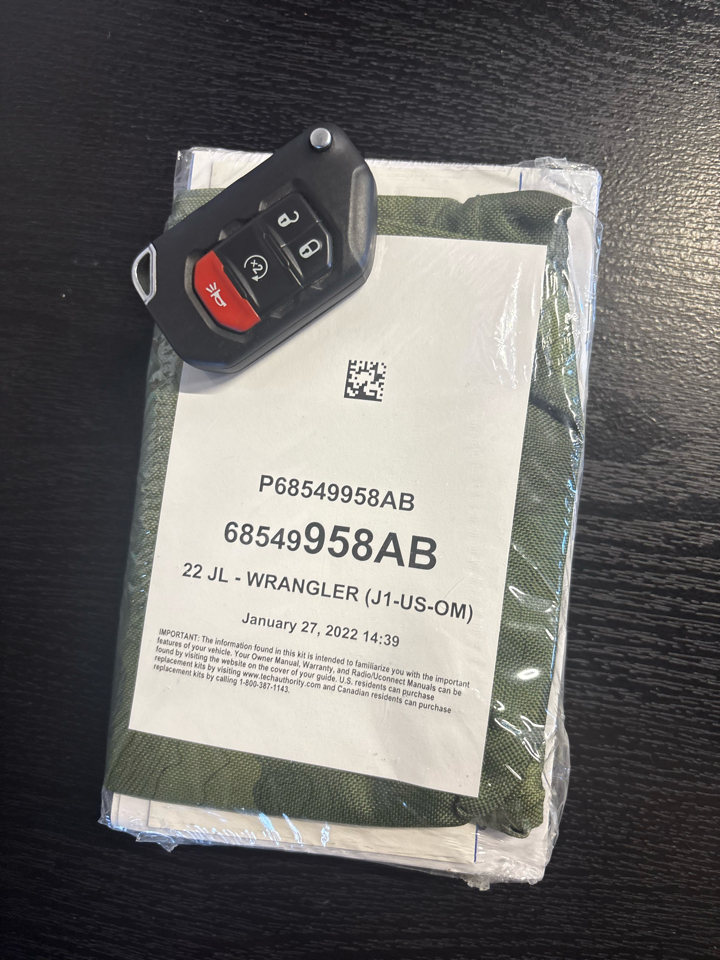 x2
P68549958AB
68549958AB
22 JL - WRANGLER (J1-US-OM)
January 27, 2022 14:39
IMPORTANT: The information found in this kit is intended to familiarize you with the important
features of your vehicle. Your Owner Manual, Warranty, and Radio/Uconnect Manuals can be
found by visiting the website on the cover of your guide. U.S. residents can purchase
replacement kits by visiting www.techauthority.com and Canadian residents can purchase
replacement kits by calling 1-800-387-1143.